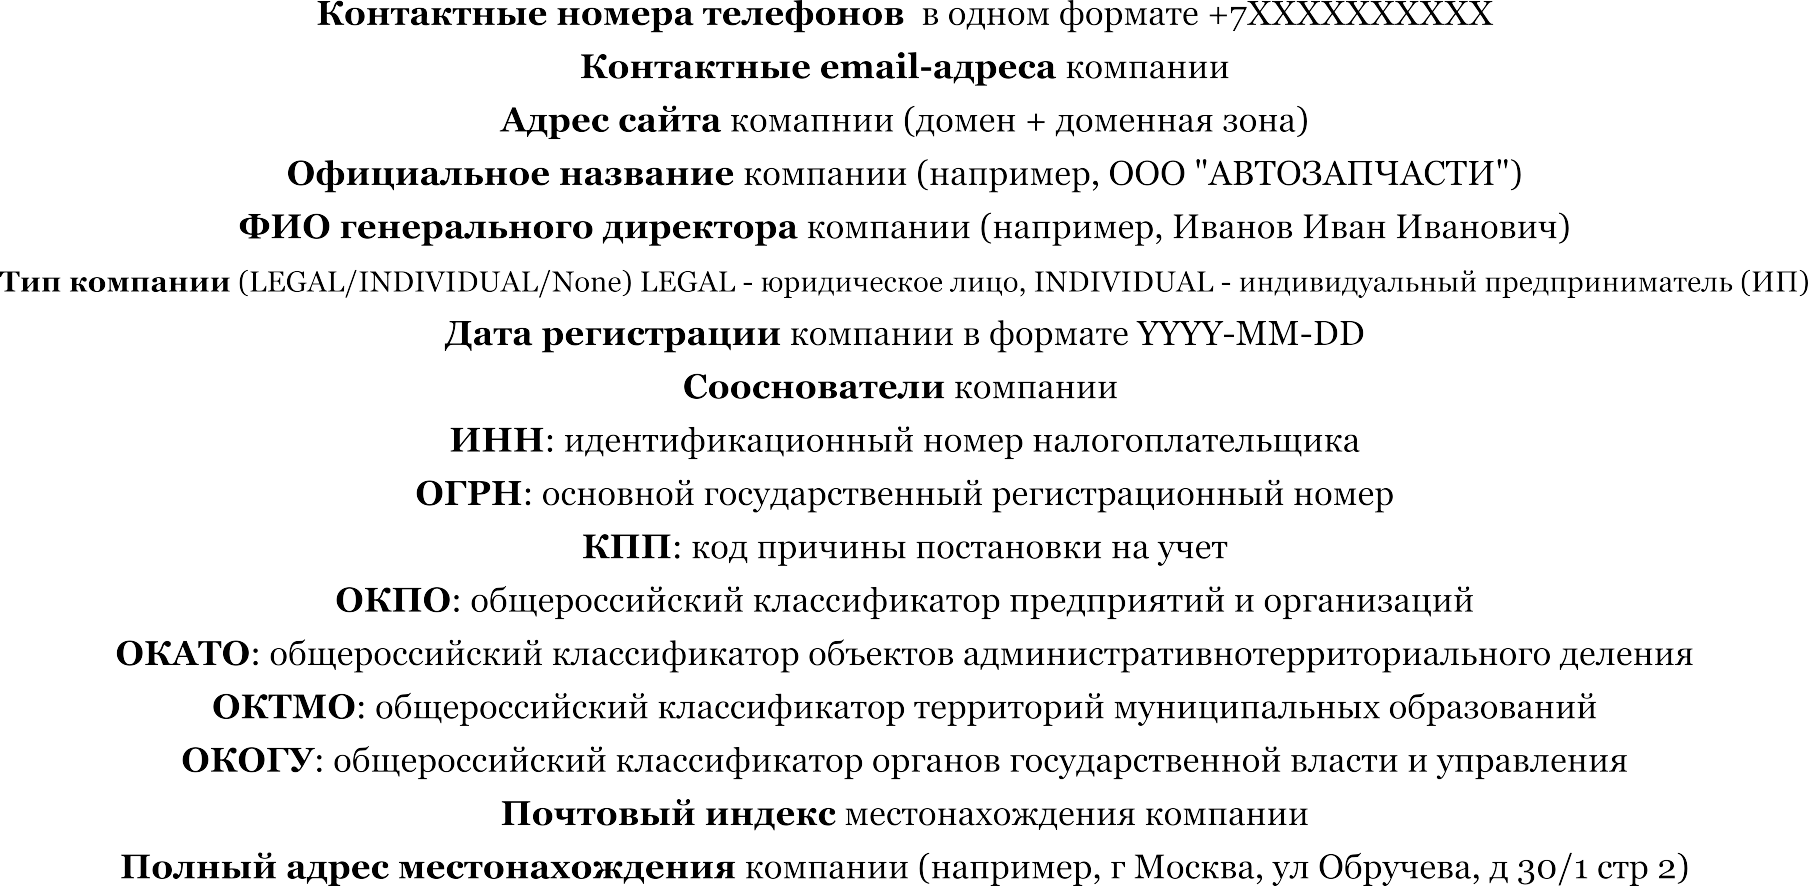 Контактные номера телефонов в одном формате +7XXXXXXXXXX
Контактные email-адреса компании
Адрес сайта комапнии (домен + доменная зона)
Официальное название компании (например, ООО "АВТОЗАПЧАСТИ")
ФИО генерального директора компании (например, Иванов Иван Иванович)
Тип компании (LEGAL/INDIVIDUAL/None) LEGAL - юридическое лицо, INDIVIDUAL - индивидуальный предприниматель (ИП)
Дата регистрации компании в формате YYYY-MM-DD
Сооснователи компании
ИНН: идентификационный номер налогоплательщика
ОГРН: основной государственный регистрационный номер
КПП: код причины постановки на учет
ОКПО: общероссийский классификатор предприятий и организаций
ОКАТО: общероссийский классификатор объектов административнотерриториального деления
ОКТМО: общероссийский классификатор территорий муниципальных образований
ОКОГУ: общероссийский классификатор органов государственной власти и управления
Почтовый индекс местонахождения компании
Полный адрес местонахождения компании (например, г Москва, ул Обручева, д 30/1 стр 2)